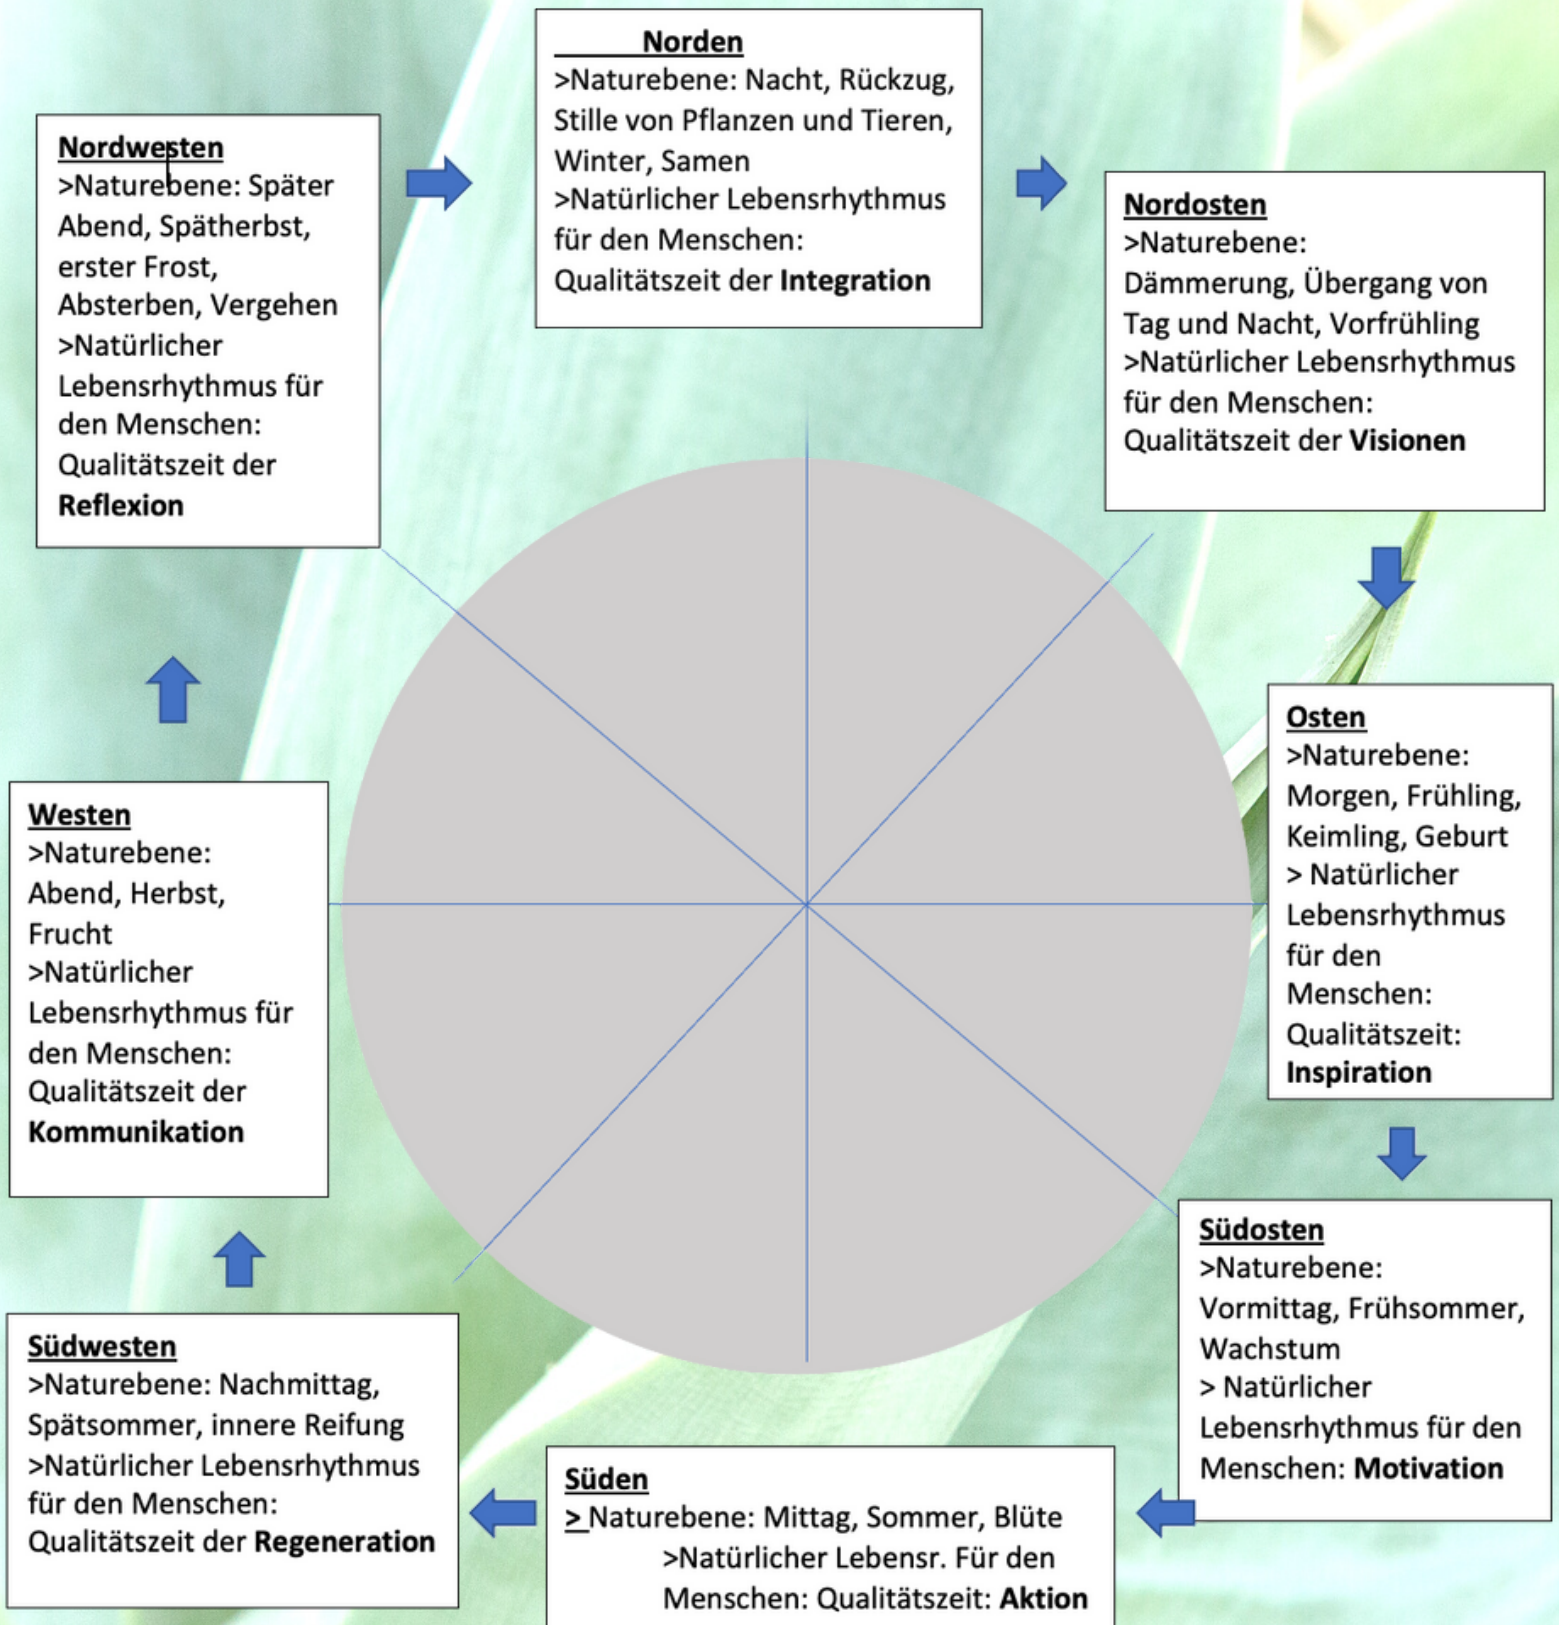 Norden
>Naturebene: Nacht, Rückzug,
Stille von Pflanzen und Tieren,
Winter, Samen
>Natürlicher Lebensrhythmus
für den Menschen:
Qualitätszeit der Integration
Nordwesten
>Naturebene: Später
Abend, Spätherbst,
erster Frost,
Absterben, Vergehen
>Natürlicher
Lebensrhythmus für
den Menschen:
Qualitätszeit der
Reflexion
Nordosten
>Naturebene:
Dämmerung, Übergang von
Tag und Nacht, Vorfrühling
>Natürlicher Lebensrhythmus
für den Menschen:
Qualitätszeit der Visionen
Osten
>Naturebene:
Morgen, Frühling,
Keimling, Geburt
> Natürlicher
Lebensrhythmus
für den
Menschen:
Qualitätszeit:
Inspiration
Westen
>Naturebene:
Abend, Herbst,
Frucht
>Natürlicher
Lebensrhythmus für
den Menschen:
Qualitätszeit der
Kommunikation
Südosten
>Naturebene:
Vormittag, Frühsommer,
Wachstum
> Natürlicher
Lebensrhythmus für den
Menschen: Motivation
Südwesten
>Naturebene: Nachmittag,
Spätsommer, innere Reifung
>Natürlicher Lebensrhythmus
für den Menschen:
Qualitätszeit der Regeneration
Süden
> Naturebene: Mittag, Sommer, Blüte
>Natürlicher Lebensr. Für den
Menschen: Qualitätszeit: Aktion